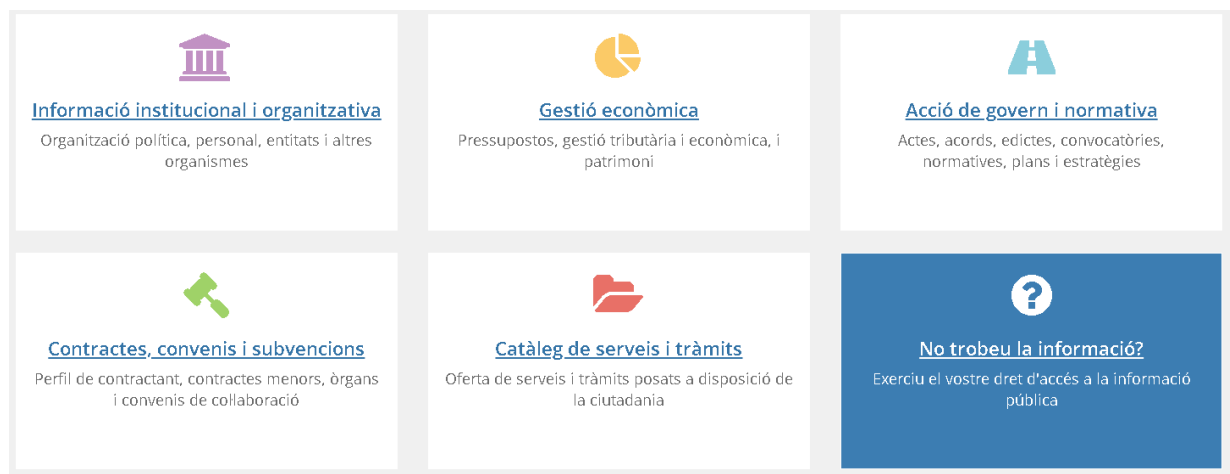 Informació institucional i organitzativa
Organització política, personal, entitats i altres
organismes
Gestió econòmica
Pressupostos, gestió tributària i econòmica, i
patrimoni
Acció de govern i normativa
Actes, acords, edictes, convocatòries,
normatives, plans i estratègies
Contractes, convenis i subvencions
Perfil de contractant, contractes menors, òrgans
i convenis de col·laboració
Catàleg de serveis i tràmits
Oferta de serveis i tràmits posats a disposició de
la ciutadania
No trobeu la informació?
Exerciu el vostre dret d'accés a la informació
pública